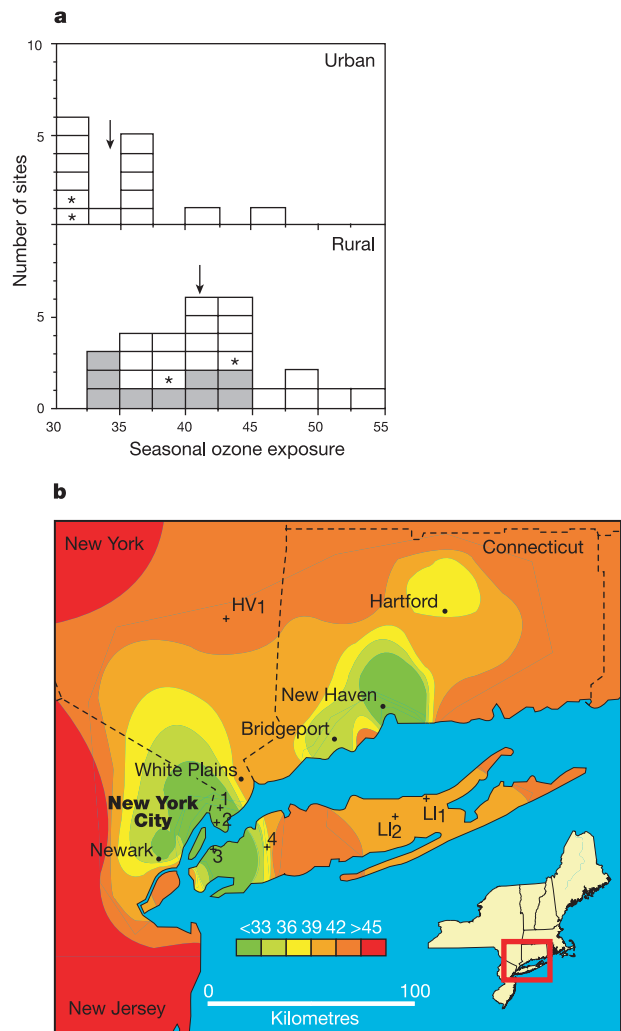 a
10
Urban
5
*
*
0
Number of sites
Rural
5
*
*
0
30 35 40 45 50 55
Seasonal ozone exposure
b
New York
Connecticut
HV1
Hartford
New Haven
Bridgeport
White Plains
New York
City
1
2
Newark
3
4
LI2
LI1
<33 36 39 42 >45
New Jersey
0 100
Kilometres